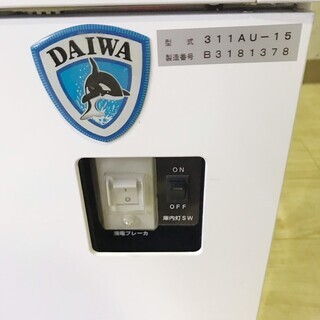 DAIWA
型式 311AU-15
製造番号 B3181378
ON
OFF
漏電ブレーカ
庫内灯SW